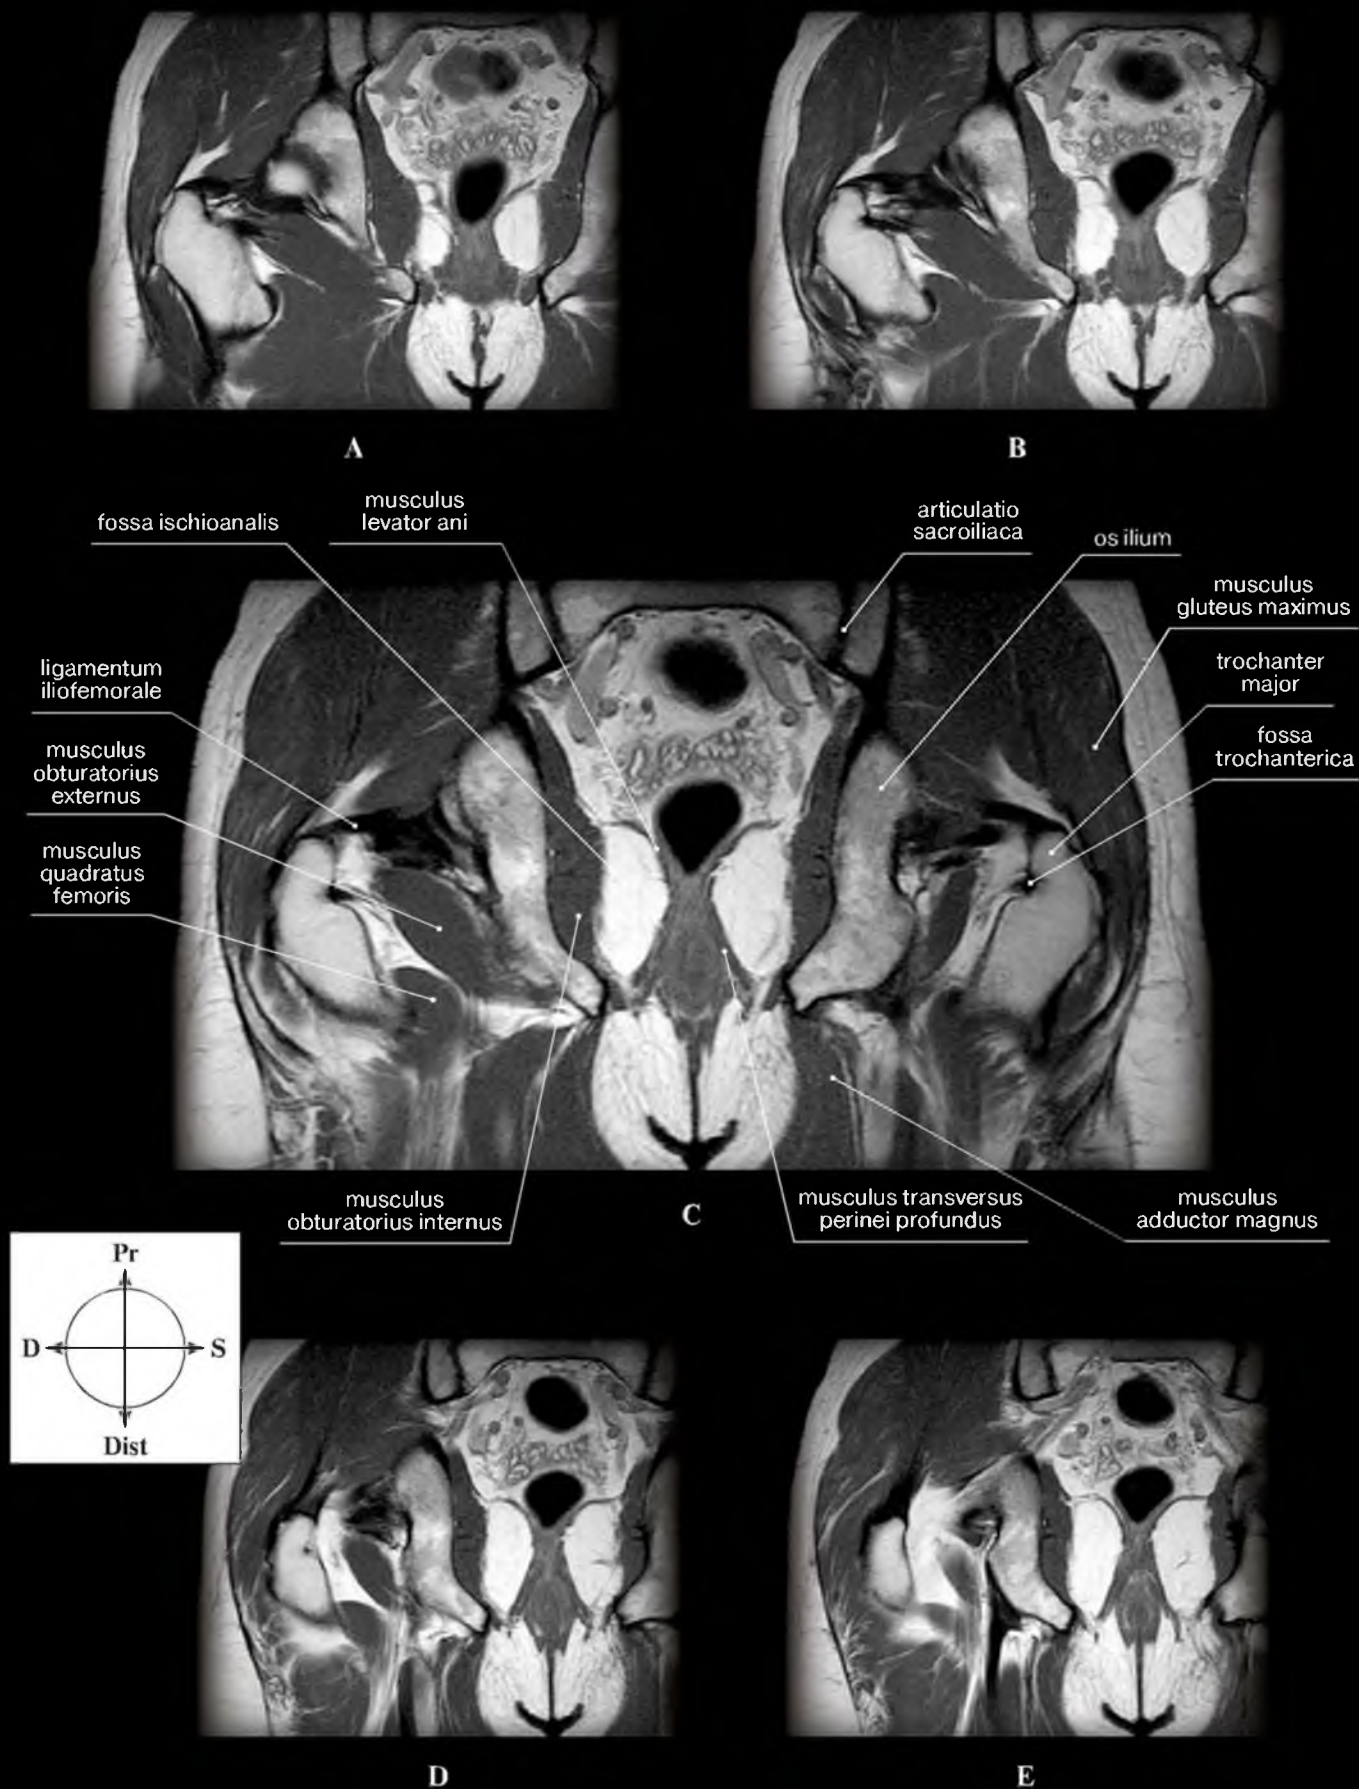 A
B
fossa ischioanalis
musculus
levator ani
articulatio
sacroiliaca
os ilium
musculus
gluteus maximus
ligamentum
iliofemorale
trochanter
major
musculus
obturatorius
externus
fossa
trochanterica
musculus
quadratus
femoris
musculus
obturatorius internus
C
musculus transversus
perinei profundus
musculus
adductor magnus
Pr
D
S
Dist
D
E